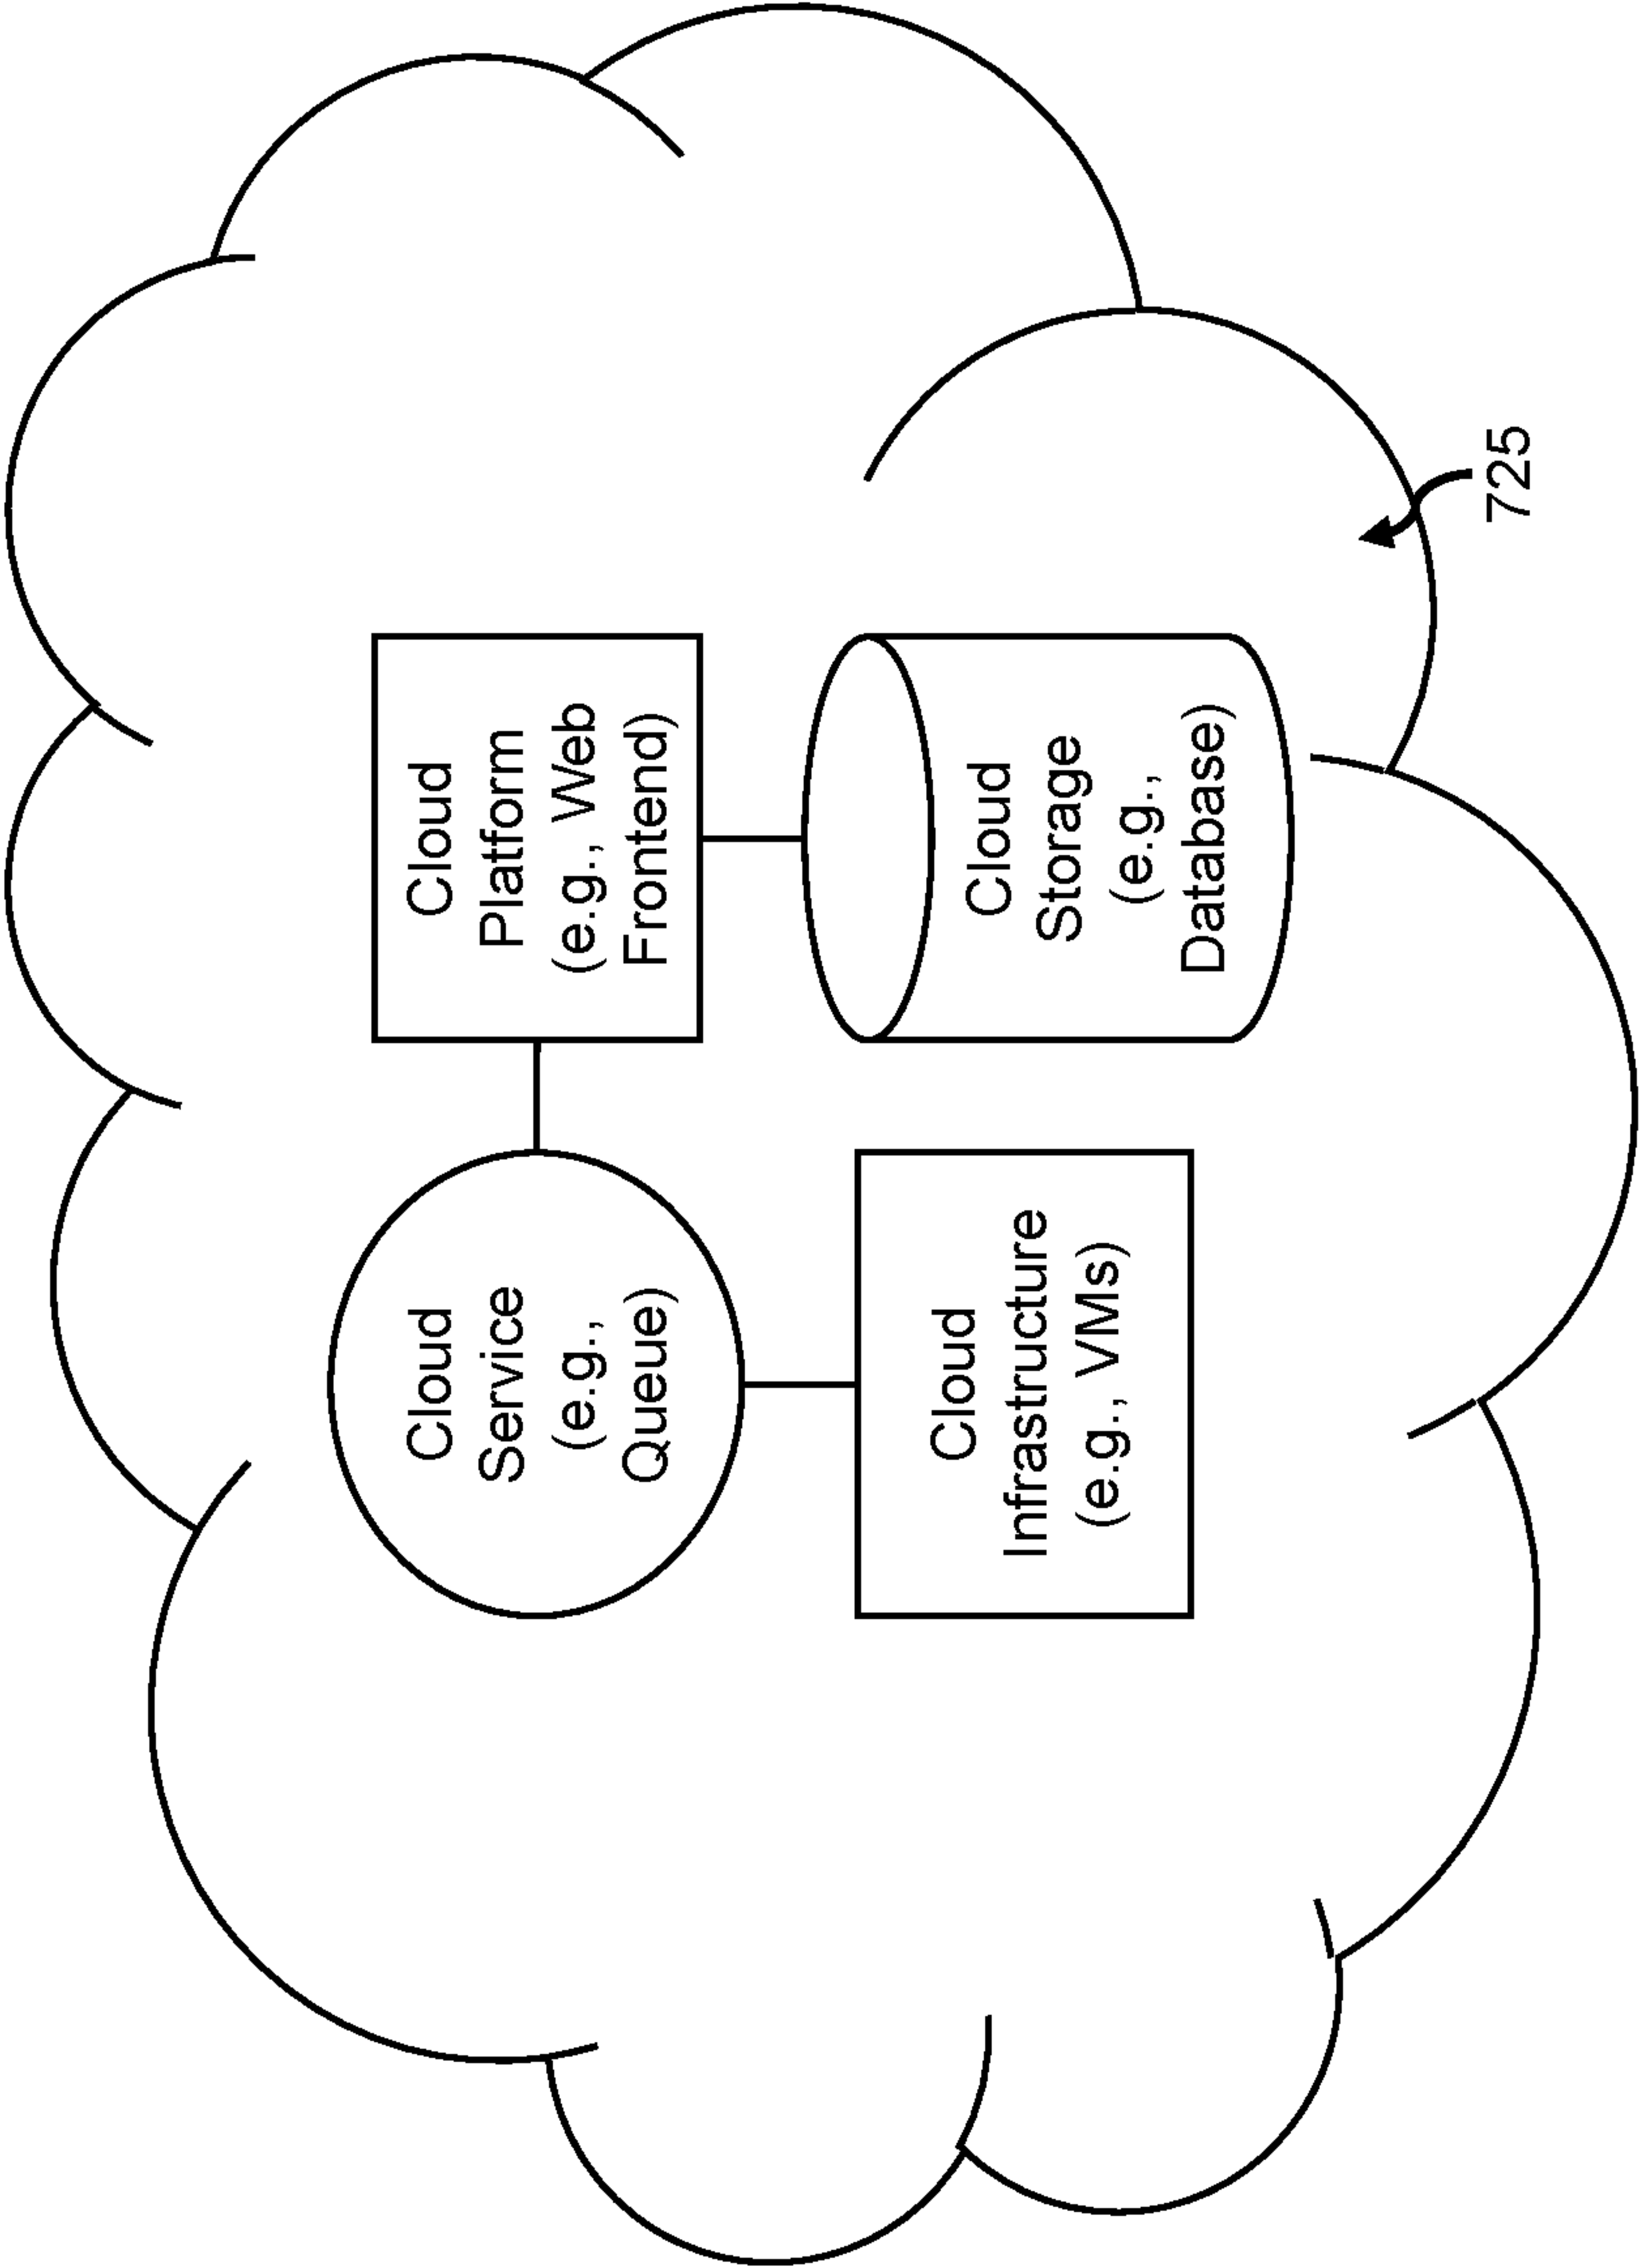 Cloud
Service
(e.g.,
Queue)
Cloud
Platform
(e.g., Web
Frontend)
Cloud
Infrastructure
(e.g., VMs)
Cloud
Storage
(e.g.,
Database)
725